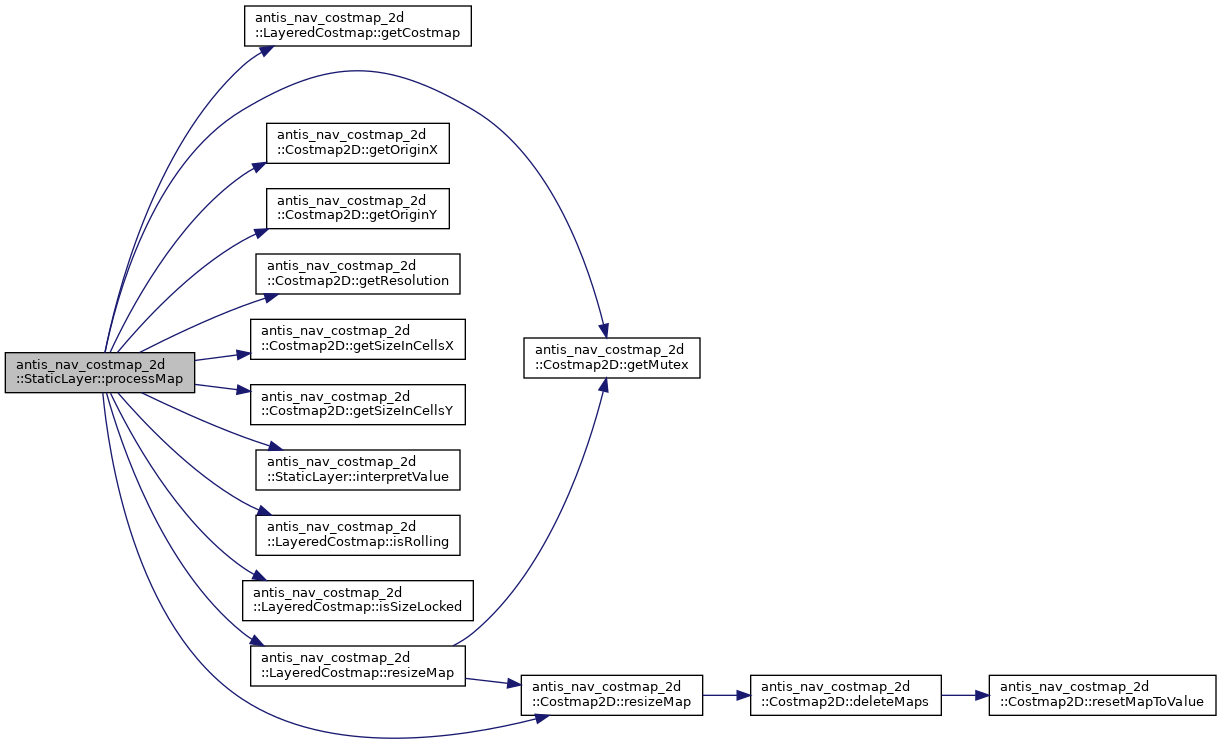 antis_nav_costmap_2d
::LayeredCostmap::getCostmap
antis_nav_costmap_2d
::Costmap2D::getOriginX
antis_nav_costmap_2d
::Costmap2D::getOriginY
antis_nav_costmap_2d
::Costmap2D::getResolution
antis_nav_costmap_2d
::Costmap2D::getSizeInCellsX
antis_nav_costmap_2d
::Costmap2D::getMutex
antis_nav_costmap_2d
::StaticLayer::processMap
antis_nav_costmap_2d
::Costmap2D::getSizeInCellsY
antis_nav_costmap_2d
::StaticLayer::interpretValue
antis_nav_costmap_2d
::LayeredCostmap::isRolling
antis_nav_costmap_2d
::LayeredCostmap::isSizeLocked
antis_nav_costmap_2d
::LayeredCostmap::resizeMap
antis_nav_costmap_2d
::Costmap2D::resizeMap
antis_nav_costmap_2d
::Costmap2D::deleteMaps
antis_nav_costmap_2d
::Costmap2D::resetMapToValue